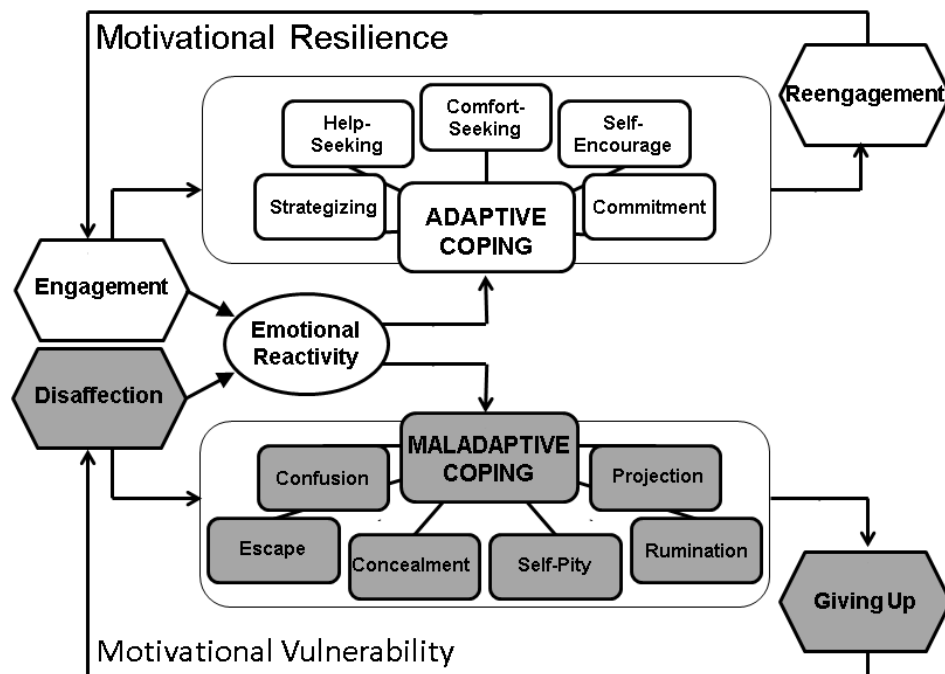 Motivational Resilience
Reengagement
Comfort-
Seeking
Help-
Seeking
Self-
Encourage
Strategizing
Commitment
ADAPTIVE
COPING
Engagement
Emotional
Reactivity
Disaffection
MALADAPTIVE
COPING
Confusion
Projection
Escape
Concealment
Self-Pity
Rumination
Giving Up
Motivational Vulnerability